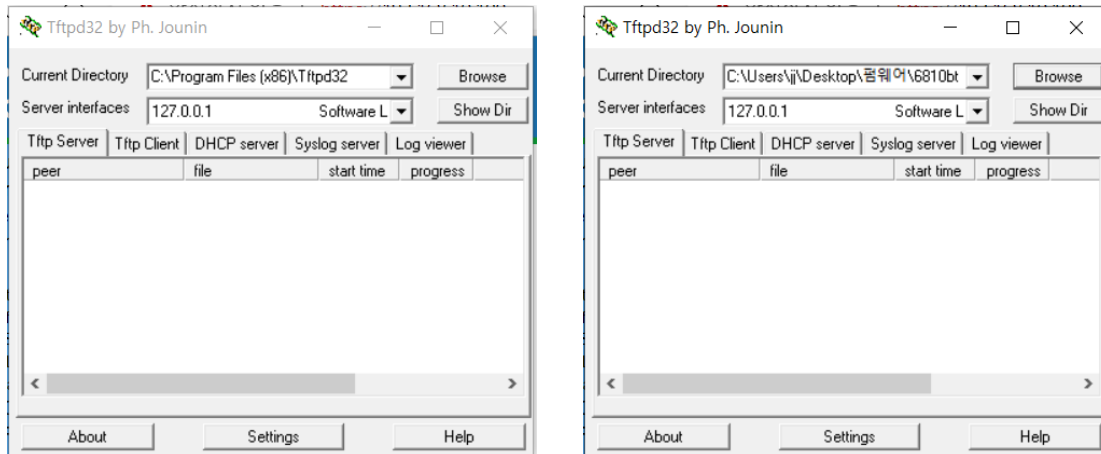 Tftpd32 by Ph. Jounin
Current Directory C:\Program Files (x86)\Tftpd32 Browse
Server interfaces 127.0.0.1 Software L Show Dir
Tftp Server Tftp Client DHCP server Syslog server Log viewer
peer file start time progress
About Settings Help
Tftpd32 by Ph. Jounin
Current Directory C:\Users\jj\Desktop\펌웨어\6810bt Browse
Server interfaces 127.0.0.1 Software L Show Dir
Tftp Server Tftp Client DHCP server Syslog server Log viewer
peer file start time progress
About Settings Help